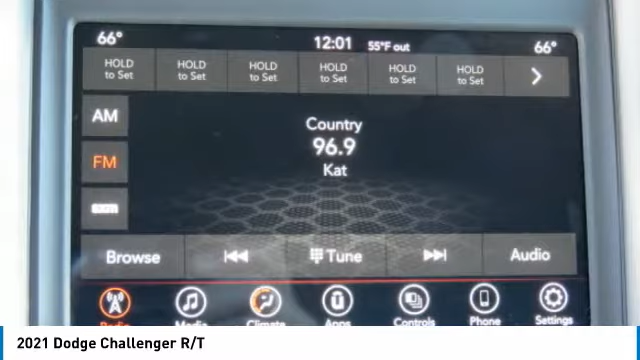 66° 12:01 55°F out 66°
HOLD to Set HOLD to Set HOLD to Set HOLD to Set HOLD to Set HOLD to Set
AM
Country
FM
96.9
Kat
Browse Tune Audio
Radio Media Climate Apps Controls Phone Settings
2021 Dodge Challenger R/T